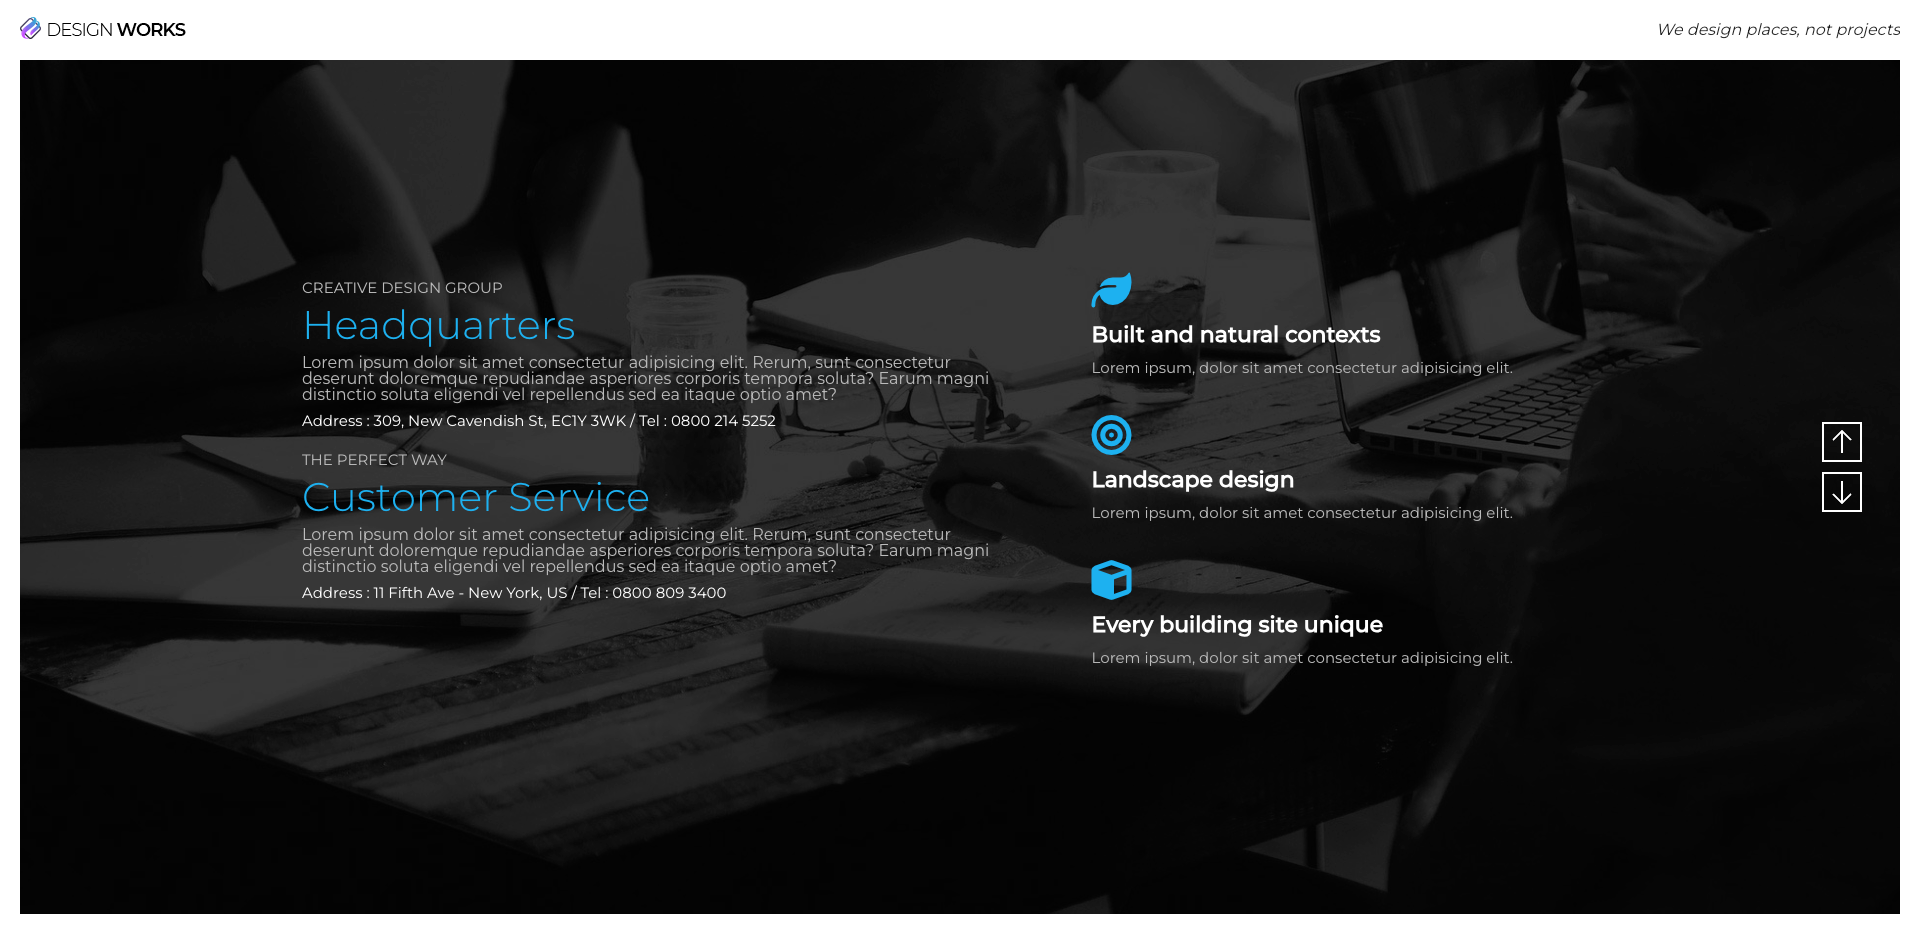 DESIGN WORKS
We design places, not projects
CREATIVE DESIGN GROUP
Headquarters
Lorem ipsum dolor sit amet consectetur adipisicing elit. Rerum, sunt consectetur
deserunt doloremque repudiandae asperiores corporis tempora soluta? Earum magni
distinctio soluta eligendi vel repellendus sed ea itaque optio amet?
Address : 309, New Cavendish St, EC1Y 3WK / Tel : 0800 214 5252
THE PERFECT WAY
Customer Service
Lorem ipsum dolor sit amet consectetur adipisicing elit. Rerum, sunt consectetur
deserunt doloremque repudiandae asperiores corporis tempora soluta? Earum magni
distinctio soluta eligendi vel repellendus sed ea itaque optio amet?
Address : 11 Fifth Ave - New York, US / Tel : 0800 809 3400
Built and natural contexts
Lorem ipsum, dolor sit amet consectetur adipisicing elit.
Landscape design
Lorem ipsum, dolor sit amet consectetur adipisicing elit.
Every building site unique
Lorem ipsum, dolor sit amet consectetur adipisicing elit.